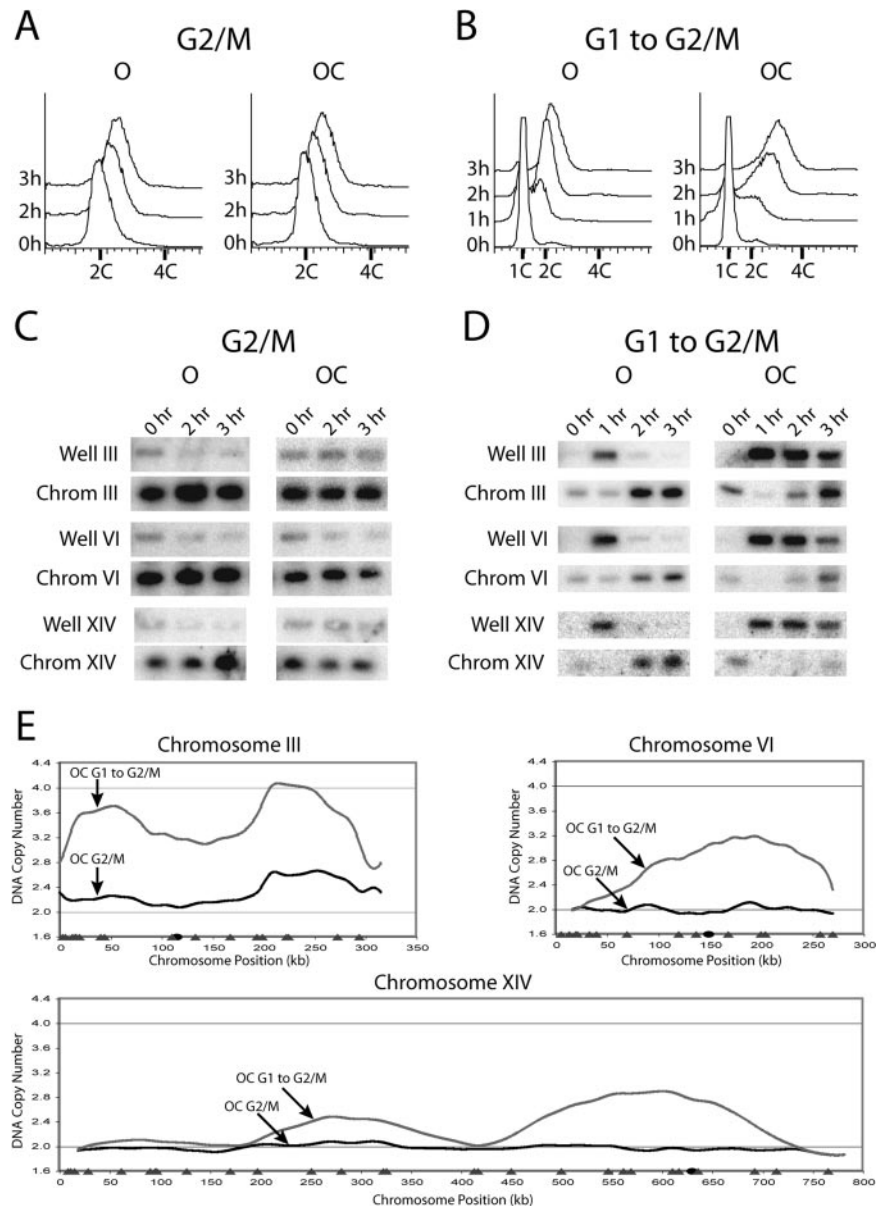 A
G2/M
O OC
3h
2h
0h
2C 4C
3h
2h
0h
2C 4C
B
G1 to G2/M
O OC
3h
2h
1h
0h
1C 2C 4C
3h
2h
1h
0h
1C 2C 4C
C
G2/M
O OC
0 hr 2 hr 3 hr 0 hr 2 hr 3 hr
Well III
Chrom III
Well VI
Chrom VI
Well XIV
Chrom XIV
D
G1 to G2/M
O OC
0 hr 1 hr 2 hr 3 hr 0 hr 1 hr 2 hr 3 hr
Well III
Chrom III
Well VI
Chrom VI
Well XIV
Chrom XIV
E
Chromosome III
DNA Copy Number
4.4
4.0
3.6
3.2
2.8
2.4
2.0
1.6
OC G1 to G2/M
OC G2/M
0 50 100 150 200 250 300 350
Chromosome Position (kb)
Chromosome VI
DNA Copy Number
4.4
4.0
3.6
3.2
2.8
2.4
2.0
1.6
OC G1 to G2/M
OC G2/M
0 50 100 150 200 250 300
Chromosome Position (kb)
Chromosome XIV
DNA Copy Number
4.4
4.0
3.6
3.2
2.8
2.4
2.0
1.6
OC G1 to G2/M
OC G2/M
0 100 200 300 400 500 600 700 800
Chromosome Position (kb)